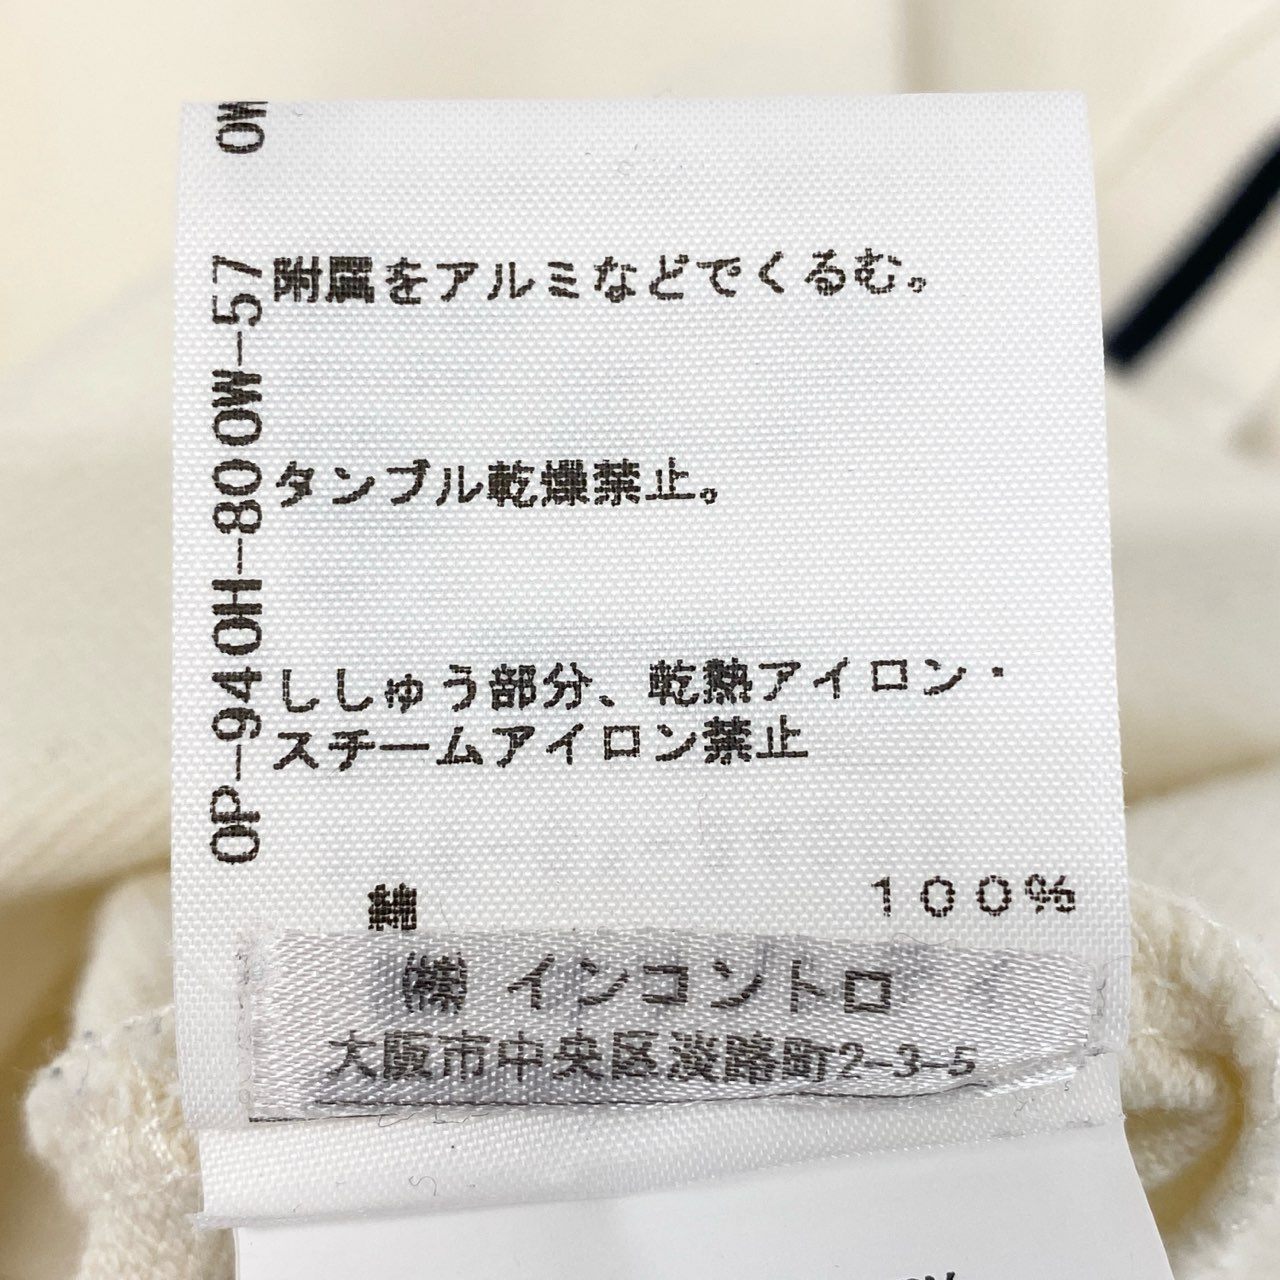 OW
OP-940H-80OW-57
附属をアルミなどでくるむ。
タンブル乾燥禁止。
ししゅう部分、乾熱アイロン・
スチームアイロン禁止
綿 100%
㈱ インコントロ
大阪市中央区淡路町2-3-5